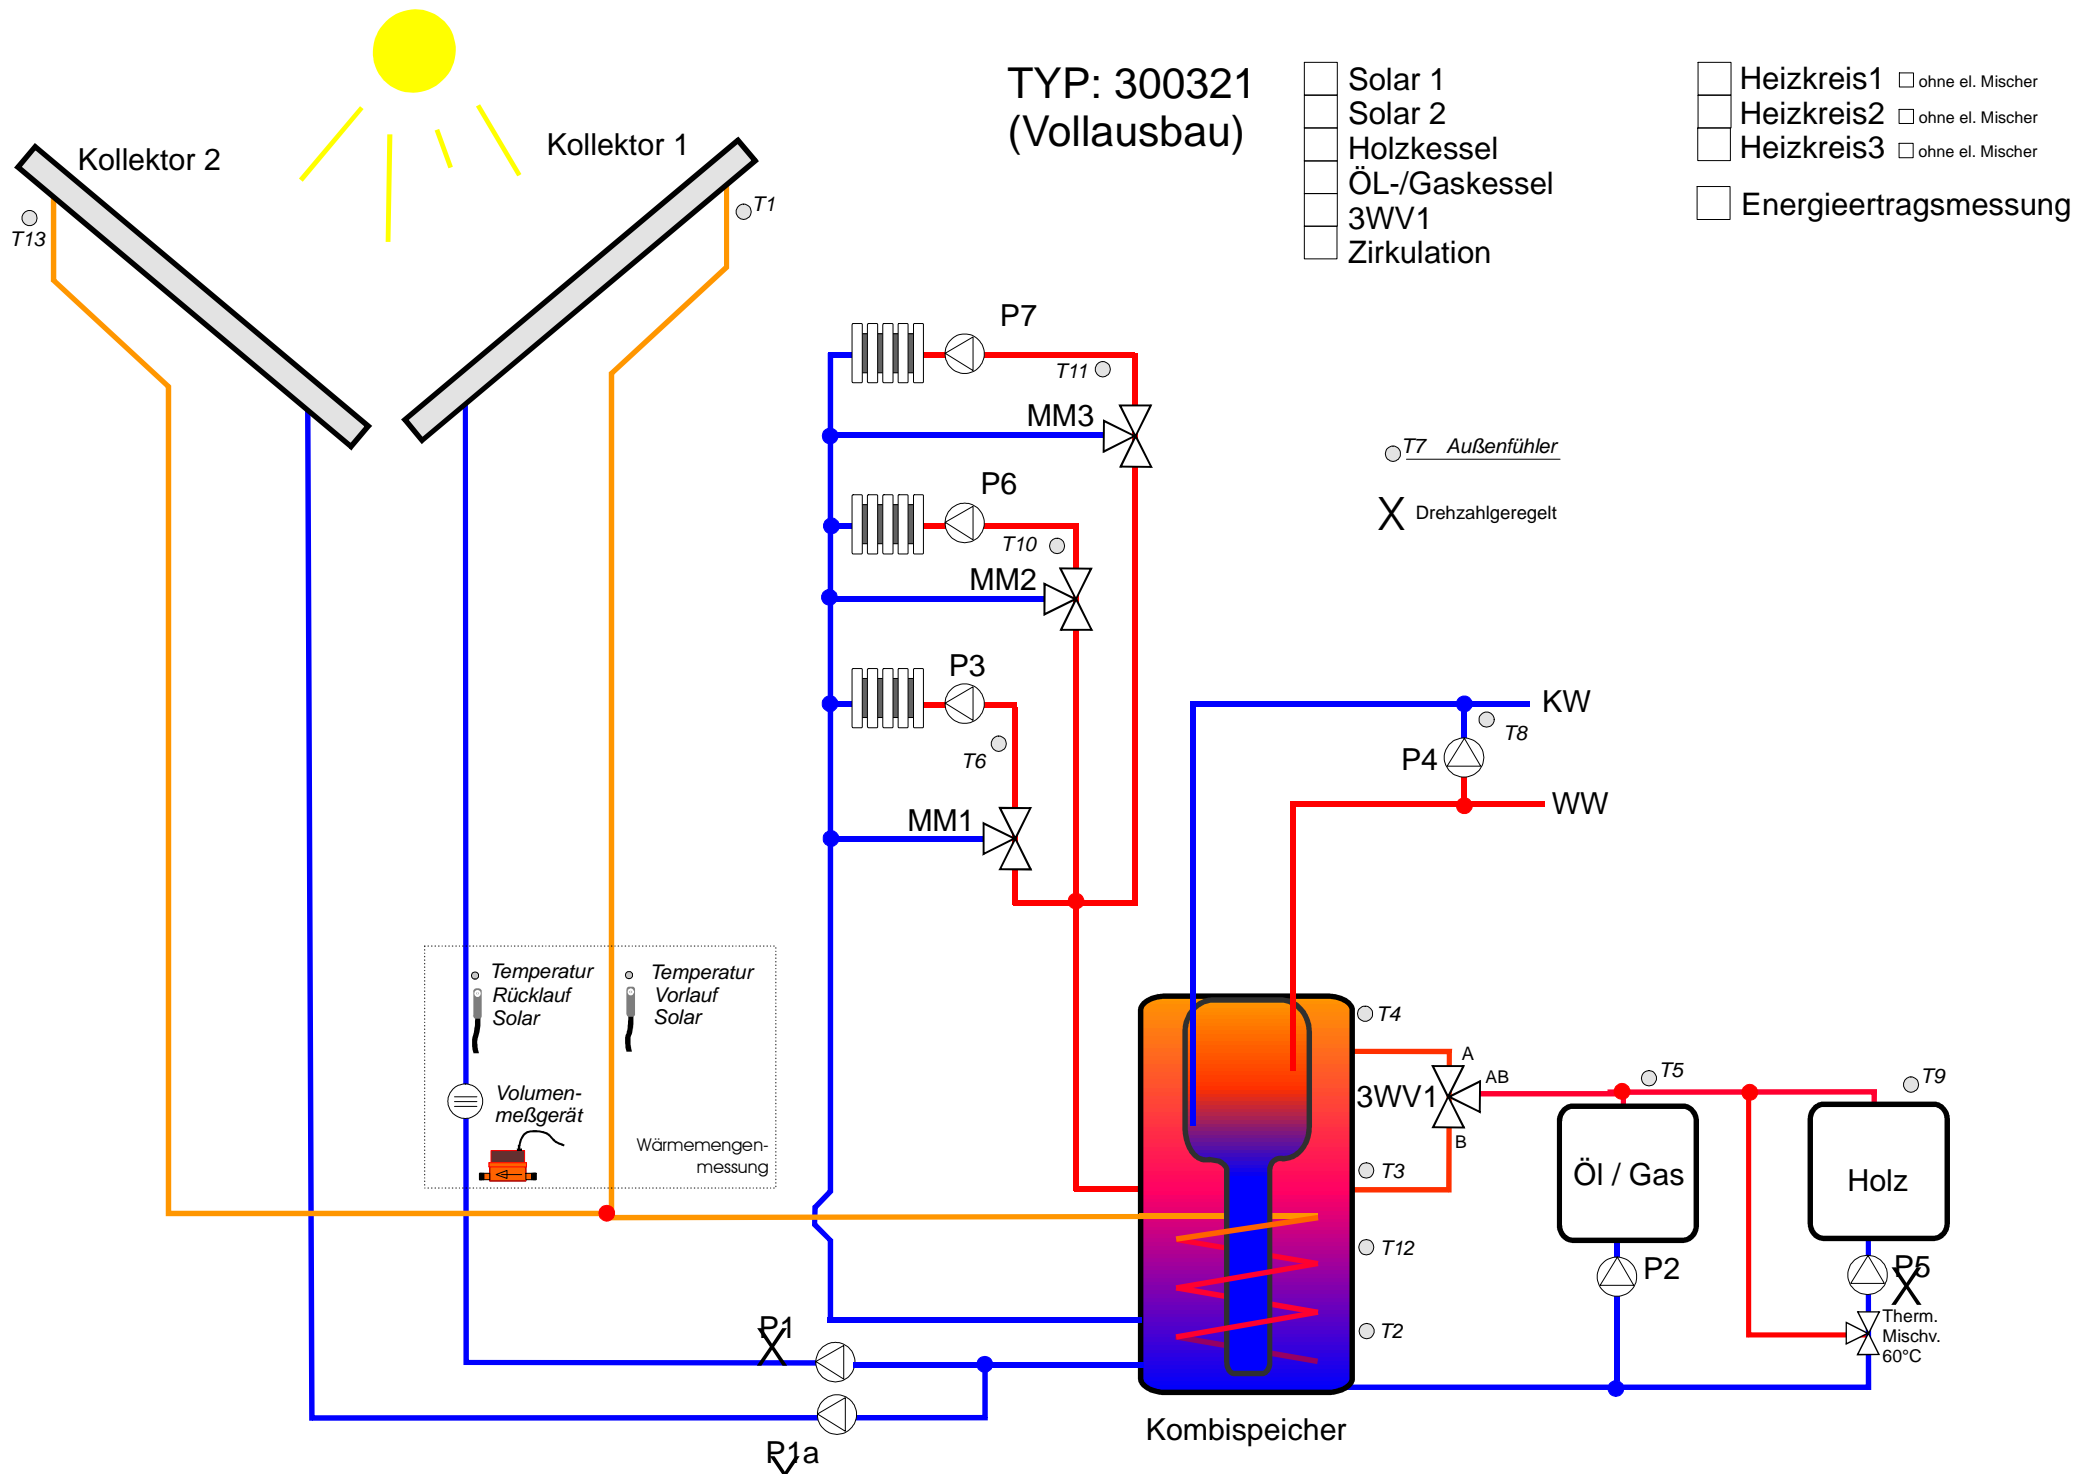 TYP: 300321
(Vollausbau)
Solar 1
Solar 2
Holzkessel
ÖL-/Gaskessel
3WV1
Zirkulation
Heizkreis1 ohne el. Mischer
Heizkreis2 ohne el. Mischer
Heizkreis3 ohne el. Mischer
Energieertragsmessung
Kollektor 2
Kollektor 1
T13
T1
P7
T11
MM3
T7 Außenfühler
X Drehzahlgeregelt
P6
T10
MM2
P3
T6
MM1
KW
T8
P4
WW
Temperatur
Rücklauf
Solar
Temperatur
Vorlauf
Solar
Volumen-
meßgerät
Wärmemengen-
messung
T4
A
AB
3WV1
B
T5
T9
T3
Öl / Gas
Holz
T12
P2
P5
X
T2
Therm.
Mischv.
60°C
P1
X
Kombispeicher
P1a
X